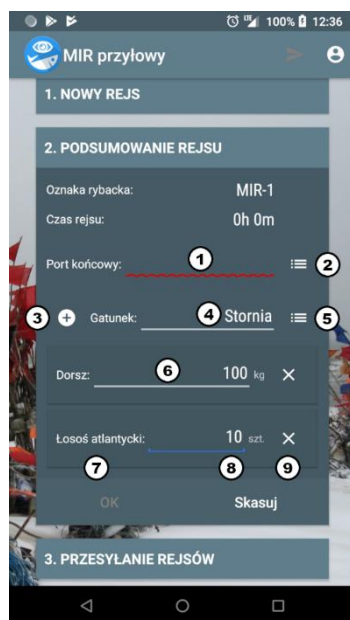 100% 12:36
MIR przyłowy
1. NOWY REJS
2. PODSUMOWANIE REJSU
Oznaka rybacka: MIR-1
Czas rejsu: 0h 0m
Port końcowy: 1 2
3 Gatunek: 4 Stornia 5
Dorsz: 6 100 kg
Łosoś atlantycki: 10 szt.
7 8 9
OK Skasuj
3. PRZESYŁANIE REJSÓW